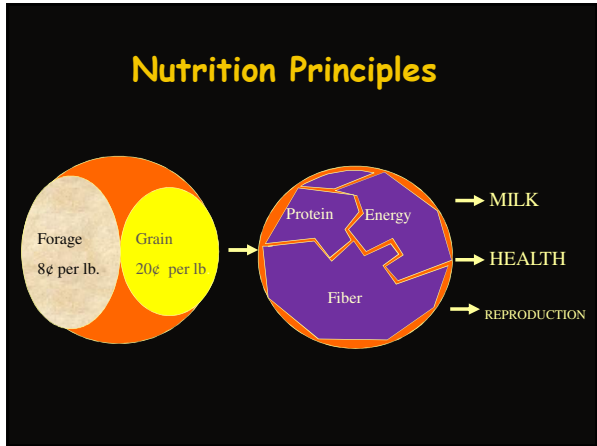 Nutrition Principles
Forage
8¢ per lb.
Grain
20¢ per lb
Protein
Energy
Fiber
MILK
HEALTH
REPRODUCTION